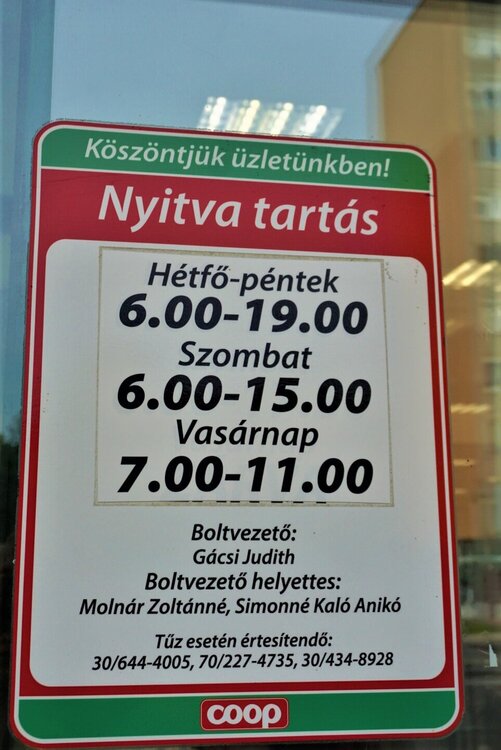 Köszöntjük üzletünkben!
Nyitva tartás
Hétfő-péntek
6.00-19.00
Szombat
6.00-15.00
Vasárnap
7.00-11.00
Boltvezető:
Gácsi Judith
Boltvezető helyettes:
Molnár Zoltánné, Simonné Kaló Anikó
Tűz esetén értesítendő:
30/644-4005, 70/227-4735, 30/434-8928
coop